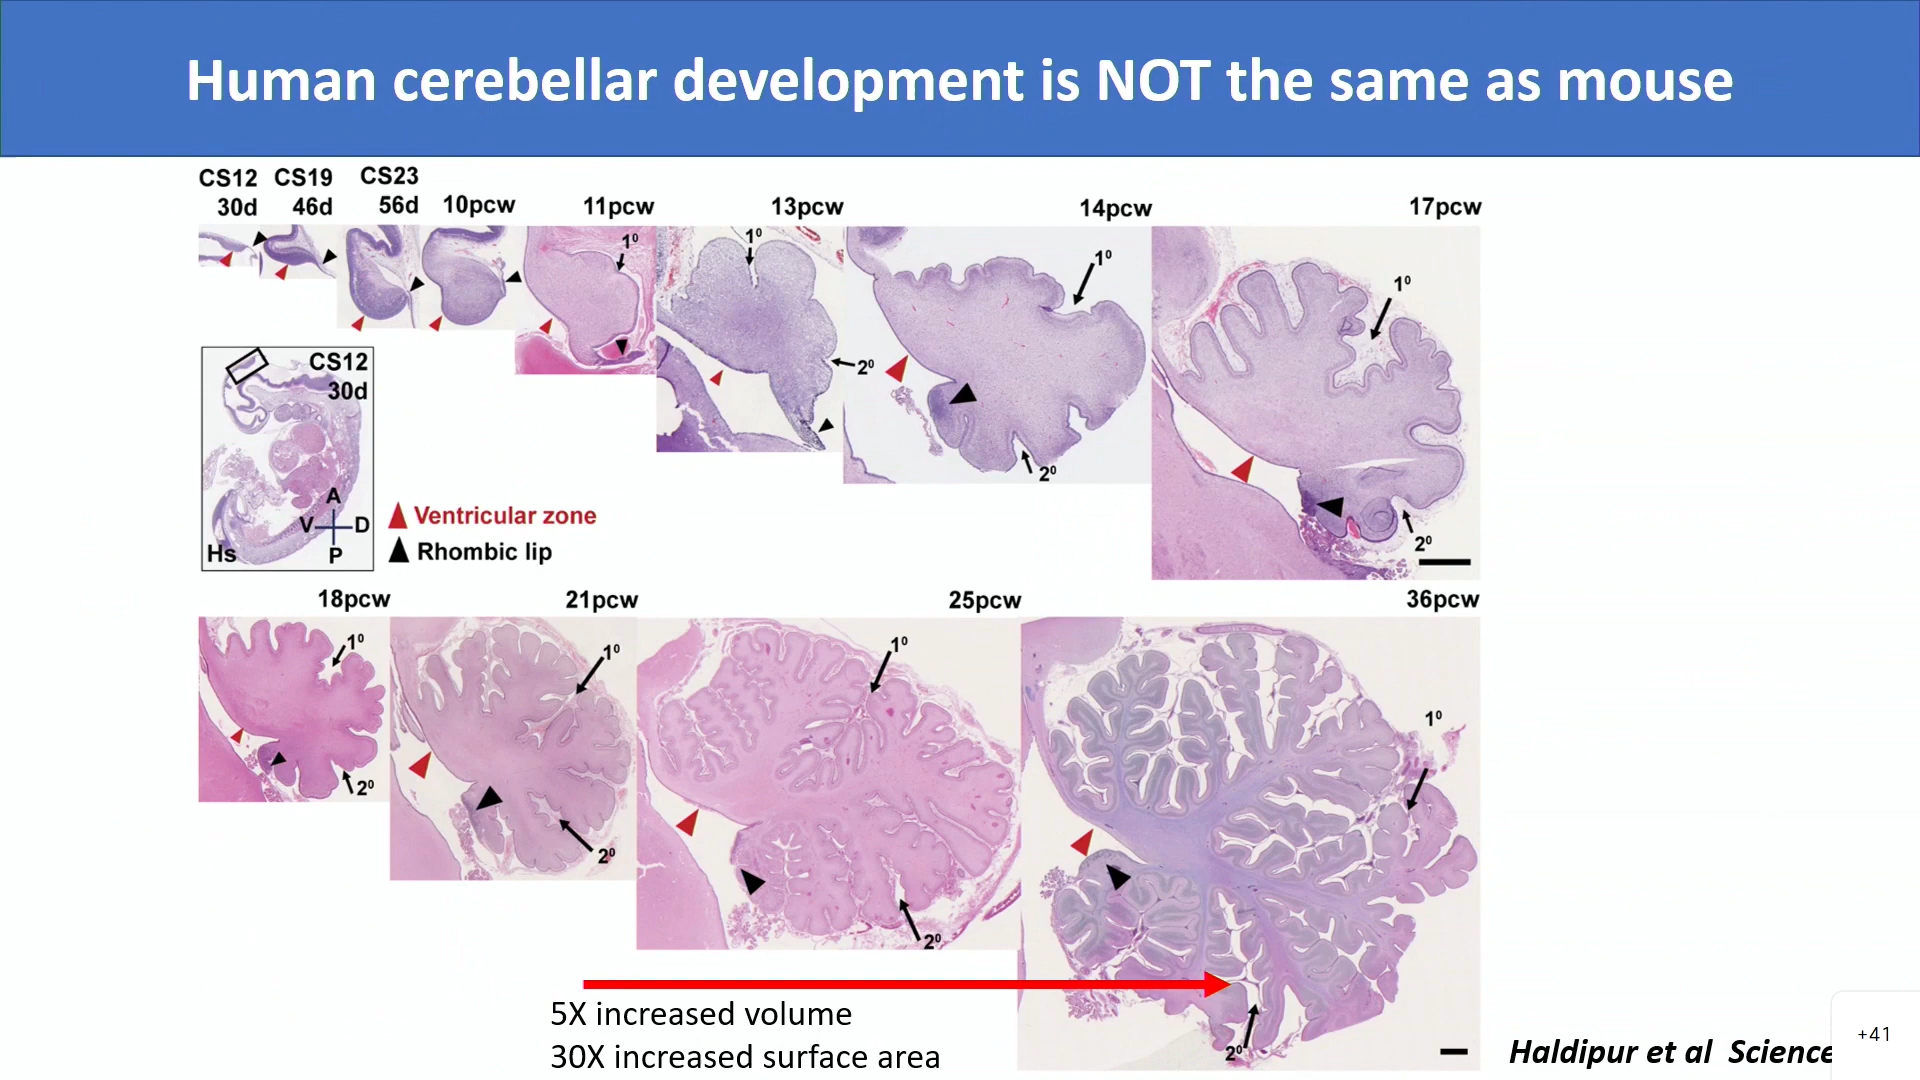 Human cerebellar development is NOT the same as mouse
CS12
30d
CS19
46d
CS23
56d
10pcw
11pcw
13pcw
14pcw
17pcw
1⁰
1⁰
2⁰
1⁰
2⁰
1⁰
2⁰
CS12
30d
A
V
D
P
Hs
Ventricular zone
Rhombic lip
18pcw
21pcw
25pcw
36pcw
1⁰
2⁰
1⁰
2⁰
1⁰
2⁰
1⁰
2⁰
5X increased volume
30X increased surface area
Haldipur et al Science
+41